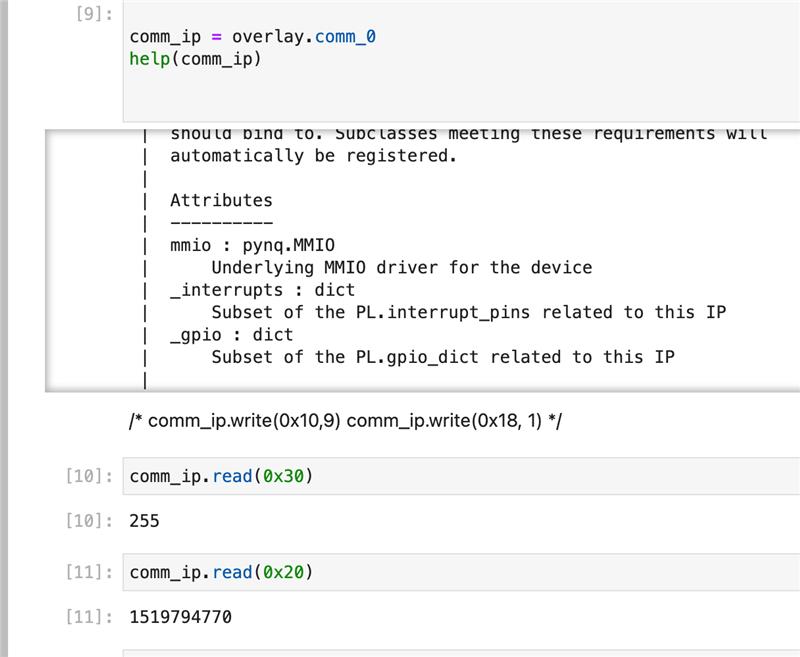 [9]:
comm_ip = overlay.comm_0
help(comm_ip)
| should bind to. Subclasses meeting these requirements will
| automatically be registered.
|
| Attributes
| ----------
| mmio : pynq.MMIO
| Underlying MMIO driver for the device
| _interrupts : dict
| Subset of the PL.interrupt_pins related to this IP
| _gpio : dict
| Subset of the PL.gpio_dict related to this IP
|
/* comm_ip.write(0x10,9) comm_ip.write(0x18, 1) */
[10]: comm_ip.read(0x30)
[10]: 255
[11]: comm_ip.read(0x20)
[11]: 1519794770